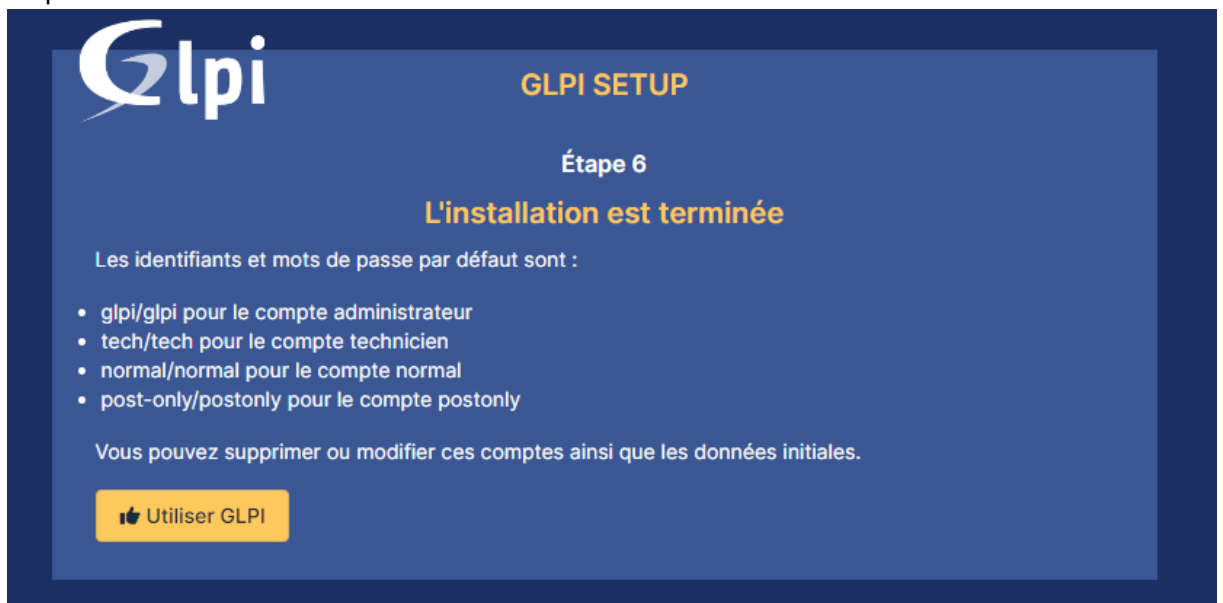 Glpi
GLPI SETUP
Étape 6
L'installation est terminée
Les identifiants et mots de passe par défaut sont :
• glpi/glpi pour le compte administrateur
• tech/tech pour le compte technicien
• normal/normal pour le compte normal
• post-only/postonly pour le compte postonly
Vous pouvez supprimer ou modifier ces comptes ainsi que les données initiales.
Utiliser GLPI